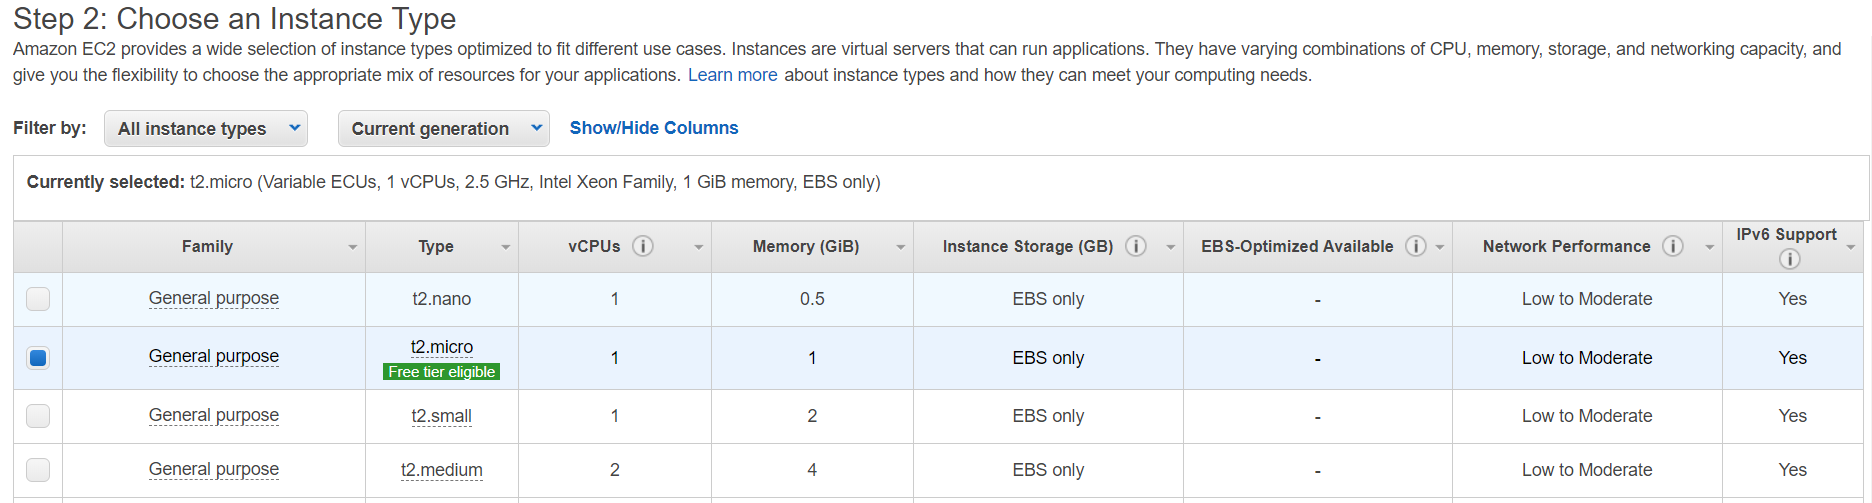 Step 2: Choose an Instance Type
Amazon EC2 provides a wide selection of instance types optimized to fit different use cases. Instances are virtual servers that can run applications. They have varying combinations of CPU, memory, storage, and networking capacity, and
give you the flexibility to choose the appropriate mix of resources for your applications. Learn more about instance types and how they can meet your computing needs.
Filter by: All instance types Current generation Show/Hide Columns
Currently selected: t2.micro (Variable ECUs, 1 vCPUs, 2.5 GHz, Intel Xeon Family, 1 GiB memory, EBS only)
Family Type vCPUs Memory (GiB) Instance Storage (GB) EBS-Optimized Available Network Performance IPv6 Support
General purpose t2.nano 1 0.5 EBS only - Low to Moderate Yes
General purpose t2.micro 1 1 EBS only - Low to Moderate Yes
Free tier eligible
General purpose t2.small 1 2 EBS only - Low to Moderate Yes
General purpose t2.medium 2 4 EBS only - Low to Moderate Yes